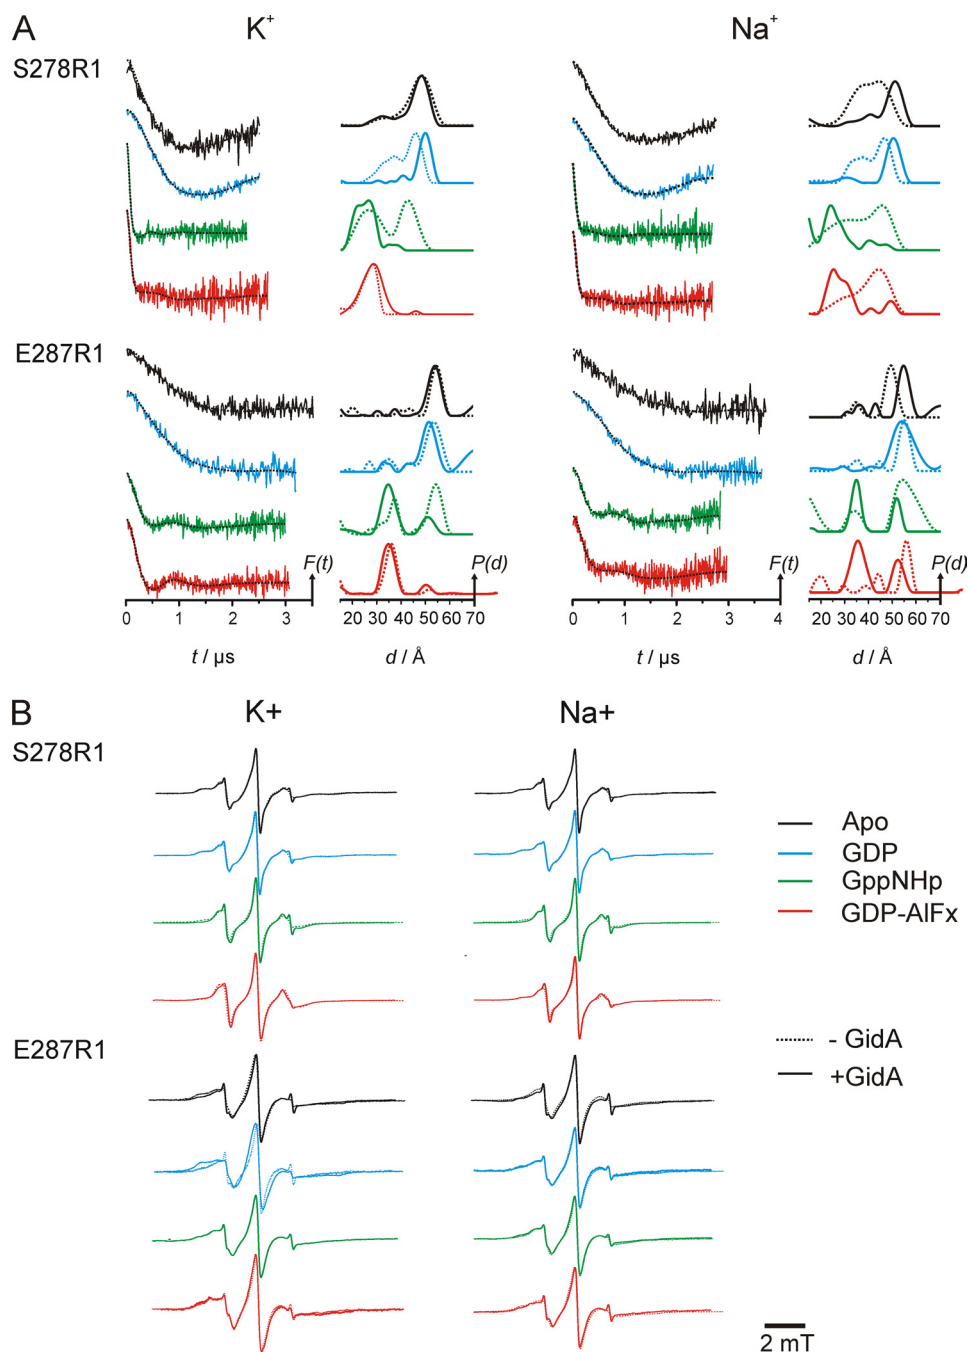 A K⁺ Na⁺
S278R1
E287R1
F(t) P(d) F(t) P(d)
0 1 2 3 20 30 40 50 60 70 0 1 2 3 4 20 30 40 50 60 70
t / µs d / Å t / µs d / Å
B K+ Na+
S278R1
Apo
GDP
GppNHp
GDP-AlFx
- GidA
E287R1
+GidA
2 mT